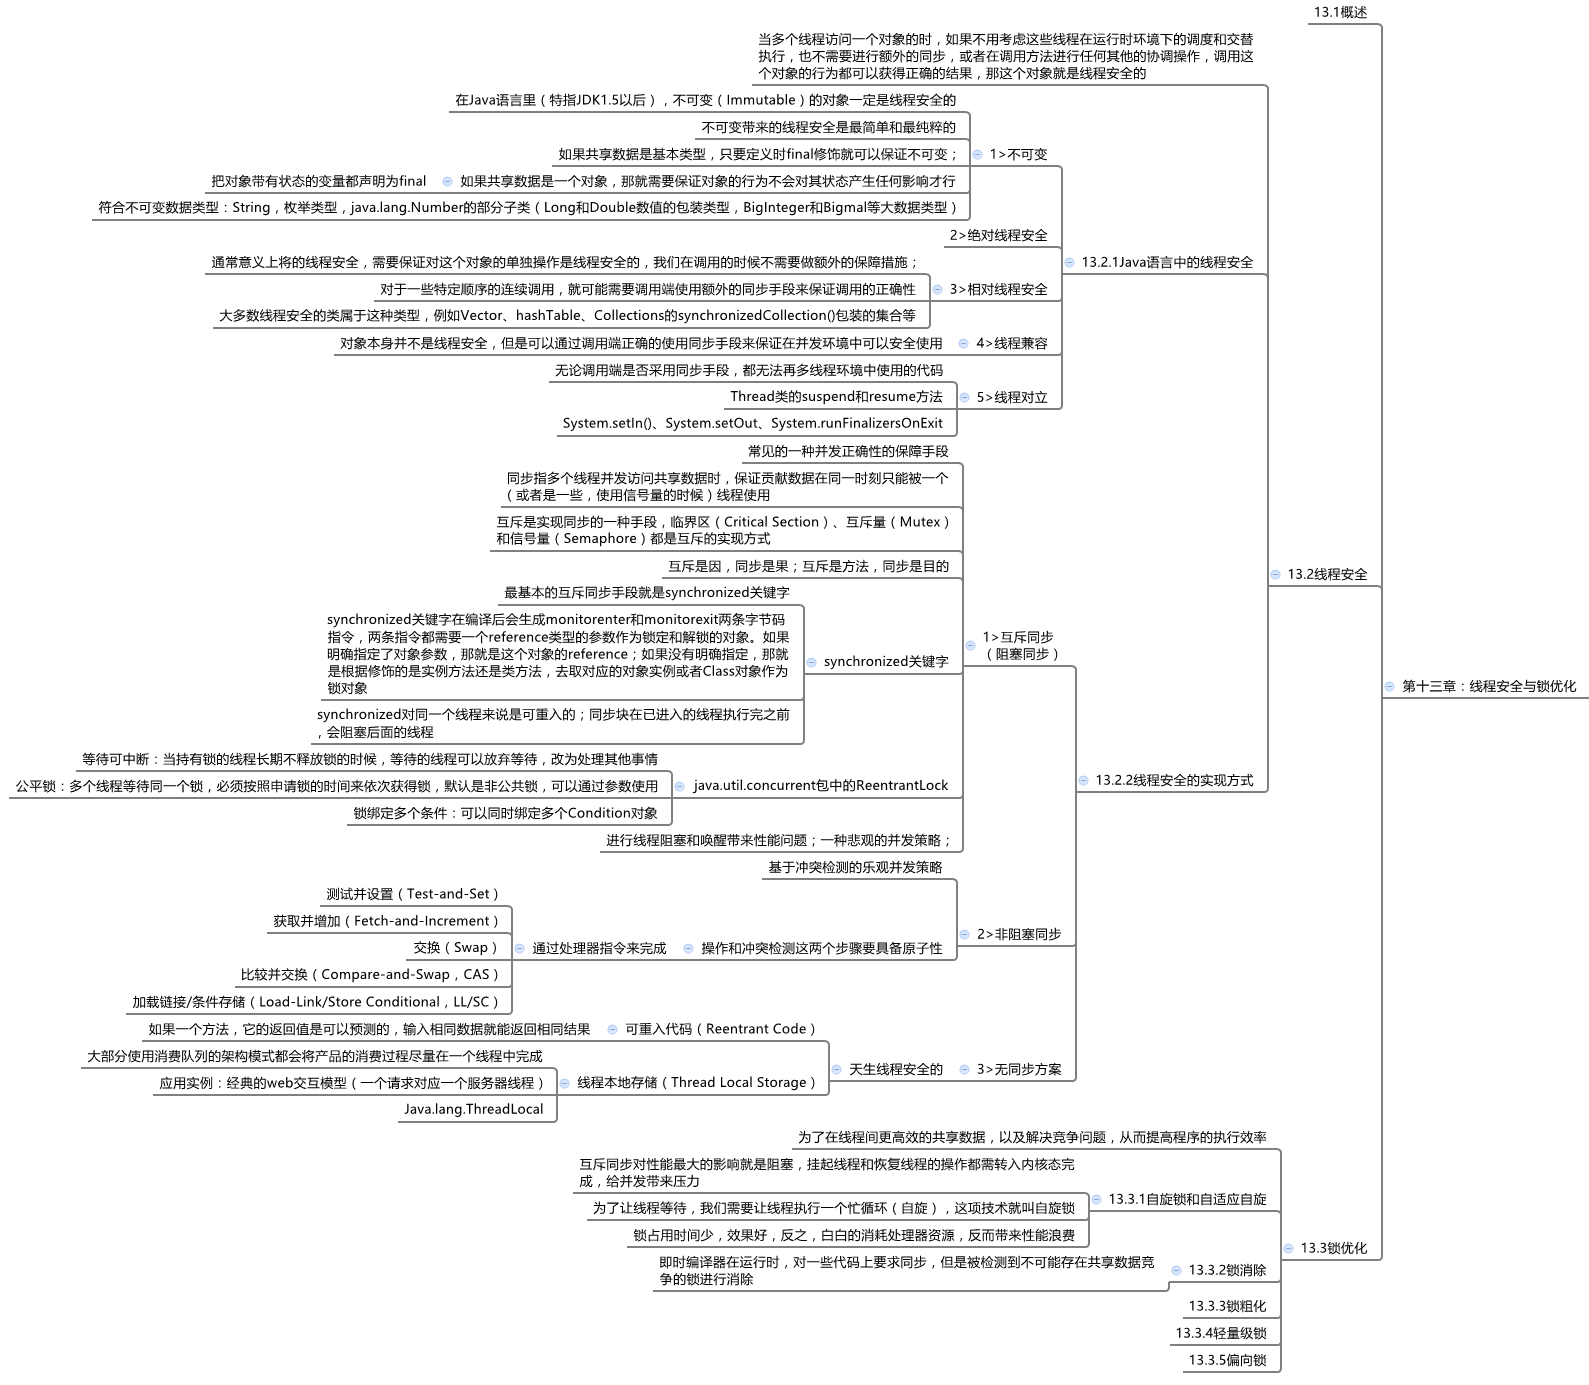 13.1概述
当多个线程访问一个对象的时，如果不用考虑这些线程在运行时环境下的调度和交替
执行，也不需要进行额外的同步，或者在调用方法进行任何其他的协调操作，调用这
个对象的行为都可以获得正确的结果，那这个对象就是线程安全的
在Java语言里（特指JDK1.5以后），不可变（Immutable）的对象一定是线程安全的
不可变带来的线程安全是最简单和最纯粹的
如果共享数据是基本类型，只要定义时final修饰就可以保证不可变；
1>不可变
把对象带有状态的变量都声明为final
如果共享数据是一个对象，那就需要保证对象的行为不会对其状态产生任何影响才行
符合不可变数据类型：String，枚举类型，java.lang.Number的部分子类（Long和Double数值的包装类型，BigInteger和Bigmal等大数据类型）
2>绝对线程安全
13.2.1Java语言中的线程安全
通常意义上将的线程安全，需要保证对这个对象的单独操作是线程安全的，我们在调用的时候不需要做额外的保障措施；
对于一些特定顺序的连续调用，就可能需要调用端使用额外的同步手段来保证调用的正确性
3>相对线程安全
大多数线程安全的类属于这种类型，例如Vector、hashTable、Collections的synchronizedCollection()包装的集合等
对象本身并不是线程安全，但是可以通过调用端正确的使用同步手段来保证在并发环境中可以安全使用
4>线程兼容
无论调用端是否采用同步手段，都无法再多线程环境中使用的代码
Thread类的suspend和resume方法
5>线程对立
System.setIn()、System.setOut、System.runFinalizersOnExit
常见的一种并发正确性的保障手段
同步指多个线程并发访问共享数据时，保证贡献数据在同一时刻只能被一个
（或者是一些，使用信号量的时候）线程使用
互斥是实现同步的一种手段，临界区（Critical Section）、互斥量（Mutex）
和信号量（Semaphore）都是互斥的实现方式
互斥是因，同步是果；互斥是方法，同步是目的
13.2线程安全
最基本的互斥同步手段就是synchronized关键字
synchronized关键字在编译后会生成monitorenter和monitorexit两条字节码
指令，两条指令都需要一个reference类型的参数作为锁定和解锁的对象。如果
明确指定了对象参数，那就是这个对象的reference；如果没有明确指定，那就
是根据修饰的是实例方法还是类方法，去取对应的对象实例或者Class对象作为
锁对象
synchronized关键字
1>互斥同步
（阻塞同步）
第十三章：线程安全与锁优化
synchronized对同一个线程来说是可重入的；同步块在已进入的线程执行完之前
，会阻塞后面的线程
等待可中断：当持有锁的线程长期不释放锁的时候，等待的线程可以放弃等待，改为处理其他事情
公平锁：多个线程等待同一个锁，必须按照申请锁的时间来依次获得锁，默认是非公共锁，可以通过参数使用
java.util.concurrent包中的ReentrantLock
13.2.2线程安全的实现方式
锁绑定多个条件：可以同时绑定多个Condition对象
进行线程阻塞和唤醒带来性能问题；一种悲观的并发策略；
基于冲突检测的乐观并发策略
测试并设置（Test-and-Set）
获取并增加（Fetch-and-Increment）
2>非阻塞同步
交换（Swap）
通过处理器指令来完成
操作和冲突检测这两个步骤要具备原子性
比较并交换（Compare-and-Swap，CAS）
加载链接/条件存储（Load-Link/Store Conditional，LL/SC）
如果一个方法，它的返回值是可以预测的，输入相同数据就能返回相同结果
可重入代码（Reentrant Code）
大部分使用消费队列的架构模式都会将产品的消费过程尽量在一个线程中完成
天生线程安全的
3>无同步方案
应用实例：经典的web交互模型（一个请求对应一个服务器线程）
线程本地存储（Thread Local Storage）
Java.lang.ThreadLocal
为了在线程间更高效的共享数据，以及解决竞争问题，从而提高程序的执行效率
互斥同步对性能最大的影响就是阻塞，挂起线程和恢复线程的操作都需转入内核态完
成，给并发带来压力
13.3.1自旋锁和自适应自旋
为了让线程等待，我们需要让线程执行一个忙循环（自旋），这项技术就叫自旋锁
锁占用时间少，效果好，反之，白白的消耗处理器资源，反而带来性能浪费
13.3锁优化
即时编译器在运行时，对一些代码上要求同步，但是被检测到不可能存在共享数据竞
争的锁进行消除
13.3.2锁消除
13.3.3锁粗化
13.3.4轻量级锁
13.3.5偏向锁